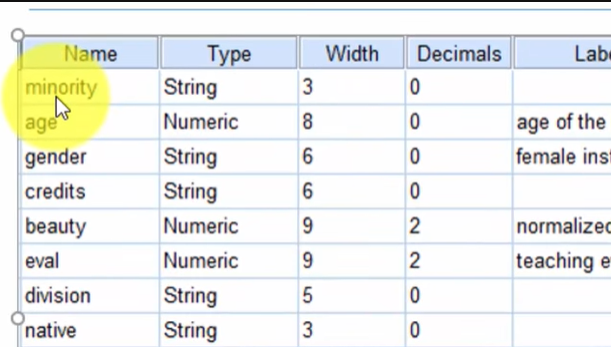 Name Type Width Decimals Labe
minority String 3 0
age Numeric 8 0 age of the
gender String 6 0 female inst
credits String 6 0
beauty Numeric 9 2 normalized
eval Numeric 9 2 teaching e
division String 5 0
native String 3 0